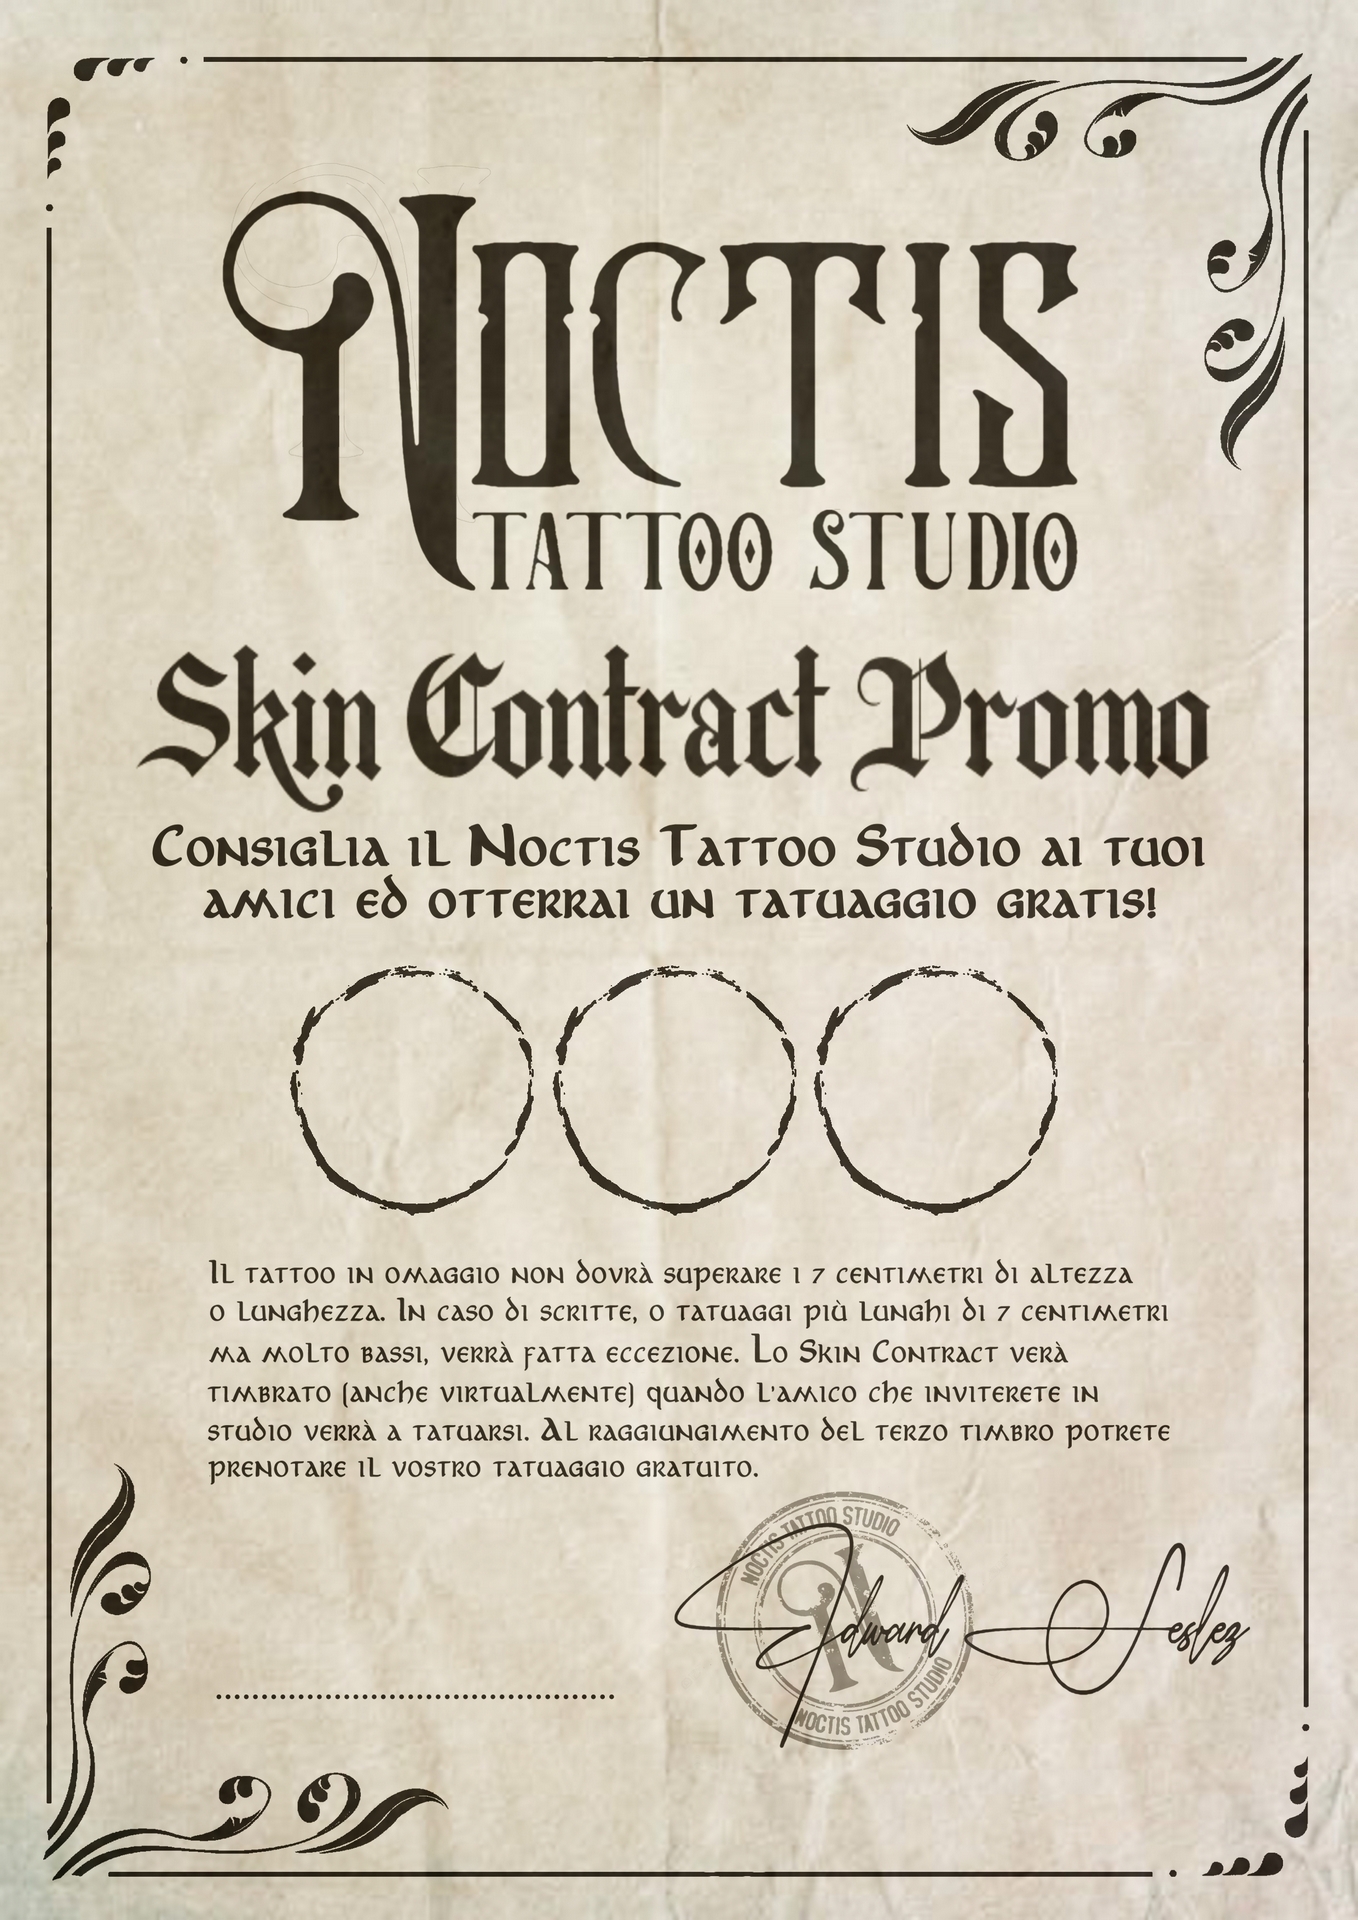 NOCTIS
TATTOO STUDIO
Skin Contract Promo
Consiglia il Noctis Tattoo Studio ai tuoi
amici ed otterrai un tatuaggio gratis!
Il tattoo in omaggio non dovrà superare i 7 centimetri di altezza
o lunghezza. In caso di scritte, o tatuaggi più lunghi di 7 centimetri
ma molto bassi, verrà fatta eccezione. Lo Skin Contract verà
timbrato (anche virtualmente) quando l'amico che inviterete in
studio verrà a tatuarsi. Al raggiungimento del terzo timbro potrete
prenotare il vostro tatuaggio gratuito.
NOCTIS TATTOO STUDIO
N
Edward Seslez
NOCTIS TATTOO STUDIO